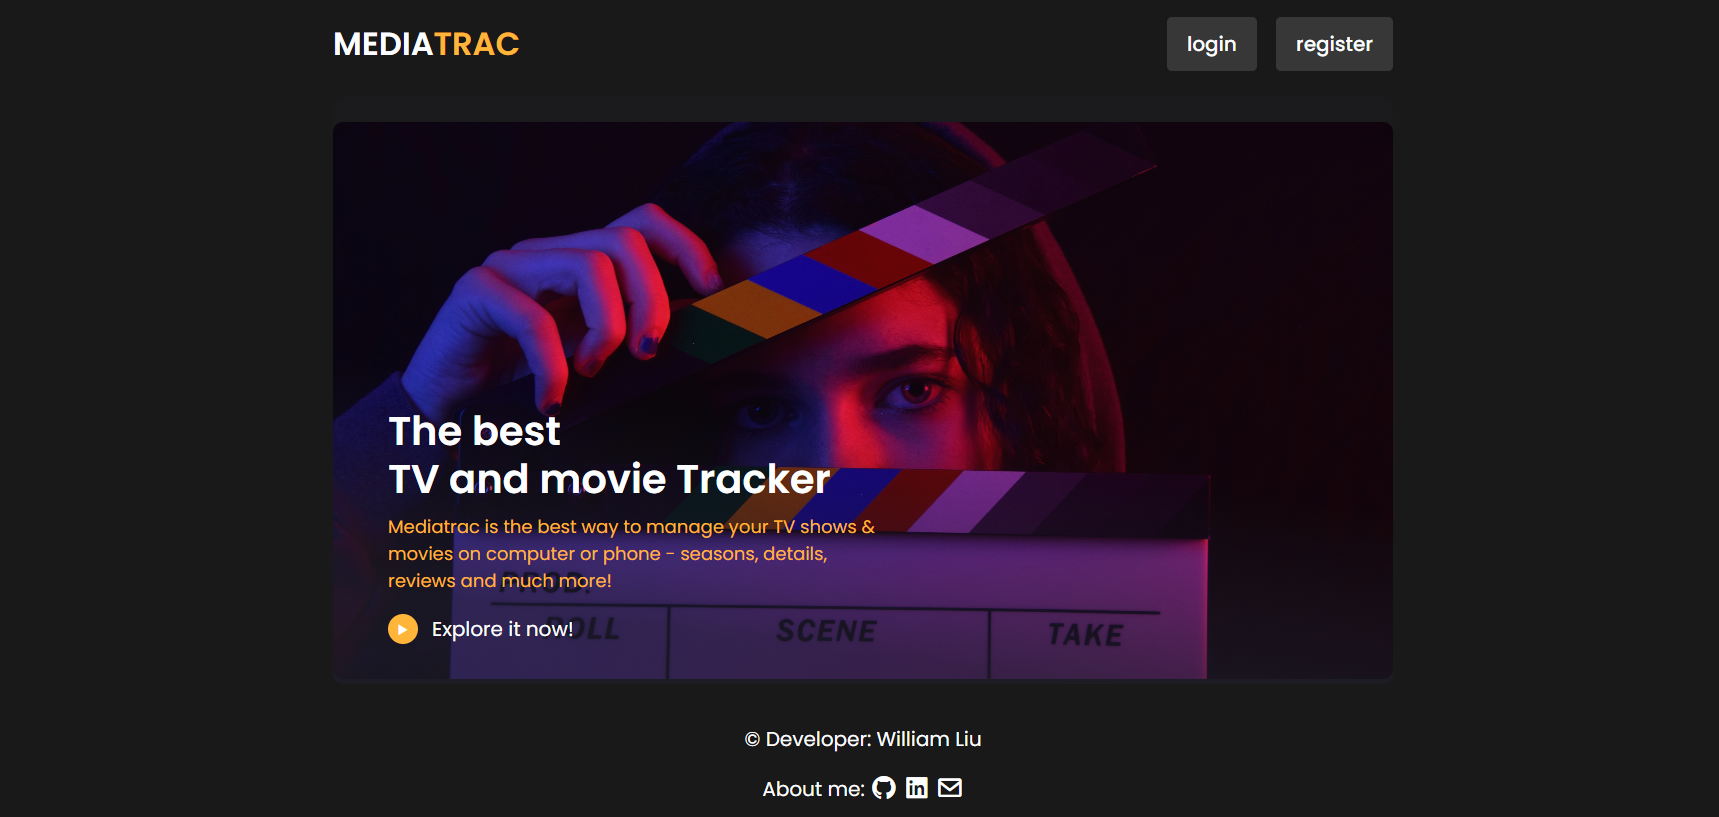 MEDIATRAC
login
register
The best
TV and movie Tracker
Mediatrac is the best way to manage your TV shows &
movies on computer or phone - seasons, details,
reviews and much more!
PROD.
Explore it now!
ROLL
SCENE
TAKE
© Developer: William Liu
About me:
in